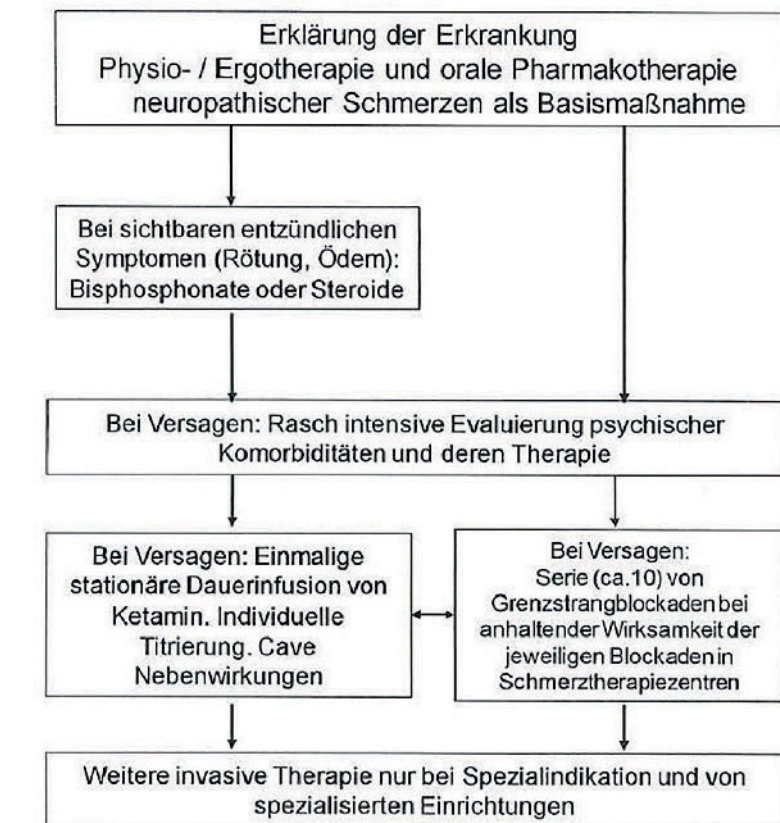 Erklärung der Erkrankung
Physio- / Ergotherapie und orale Pharmakotherapie
neuropathischer Schmerzen als Basismaßnahme
Bei sichtbaren entzündlichen
Symptomen (Rötung, Ödem):
Bisphosphonate oder Steroide
Bei Versagen: Rasch intensive Evaluierung psychischer
Komorbiditäten und deren Therapie
Bei Versagen: Einmalige
stationäre Dauerinfusion von
Ketamin. Individuelle
Titrierung. Cave
Nebenwirkungen
Bei Versagen:
Serie (ca.10) von
Grenzstrangblockaden bei
anhaltender Wirksamkeit der
jeweiligen Blockaden in
Schmerztherapiezentren
Weitere invasive Therapie nur bei Spezialindikation und von
spezialisierten Einrichtungen